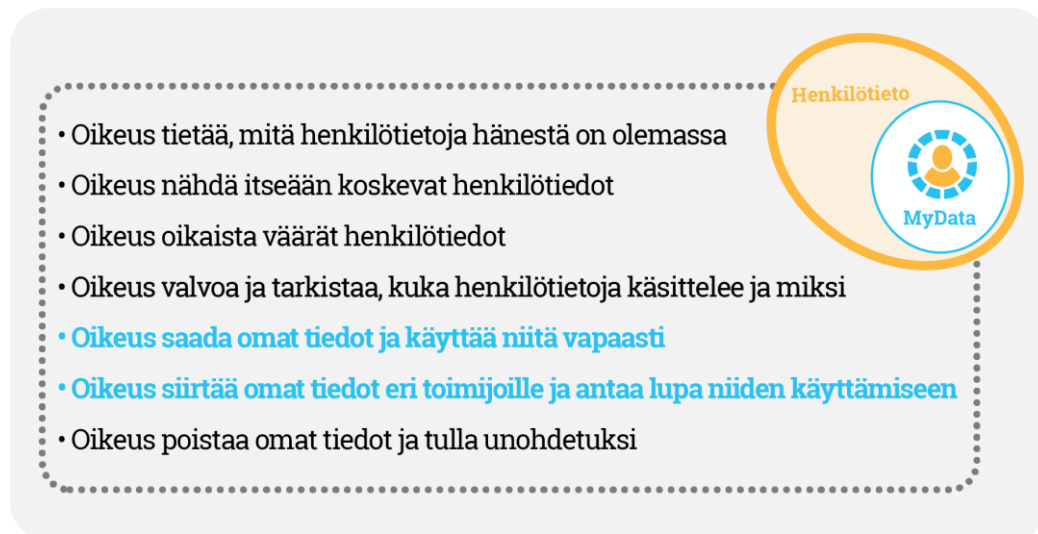 Henkilötieto
MyData
• Oikeus tietää, mitä henkilötietoja hänestä on olemassa
• Oikeus nähdä itseään koskevat henkilötiedot
• Oikeus oikaista väärät henkilötiedot
• Oikeus valvoa ja tarkistaa, kuka henkilötietoja käsittelee ja miksi
• Oikeus saada omat tiedot ja käyttää niitä vapaasti
• Oikeus siirtää omat tiedot eri toimijoille ja antaa lupa niiden käyttämiseen
• Oikeus poistaa omat tiedot ja tulla unohdetuksi